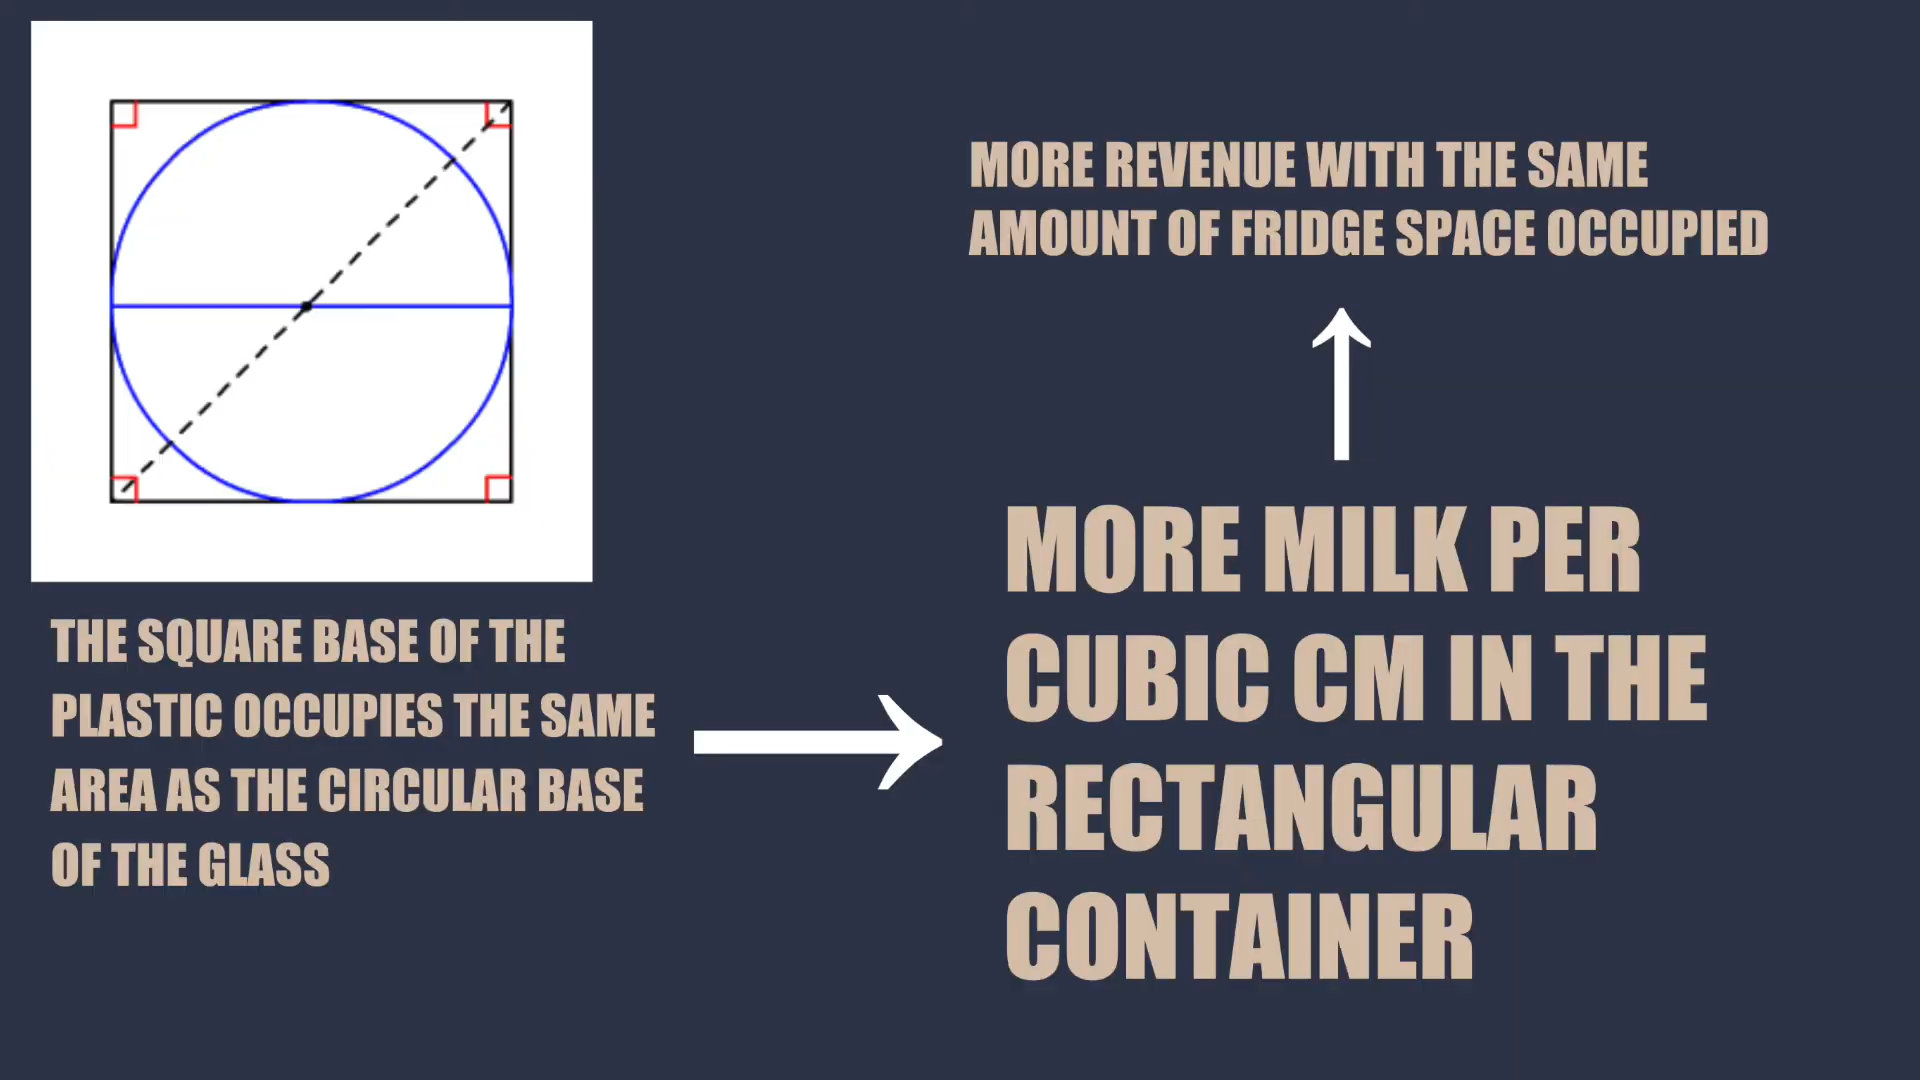 THE SQUARE BASE OF THE
PLASTIC OCCUPIES THE SAME
AREA AS THE CIRCULAR BASE
OF THE GLASS
MORE MILK PER
CUBIC CM IN THE
RECTANGULAR
CONTAINER
MORE REVENUE WITH THE SAME
AMOUNT OF FRIDGE SPACE OCCUPIED